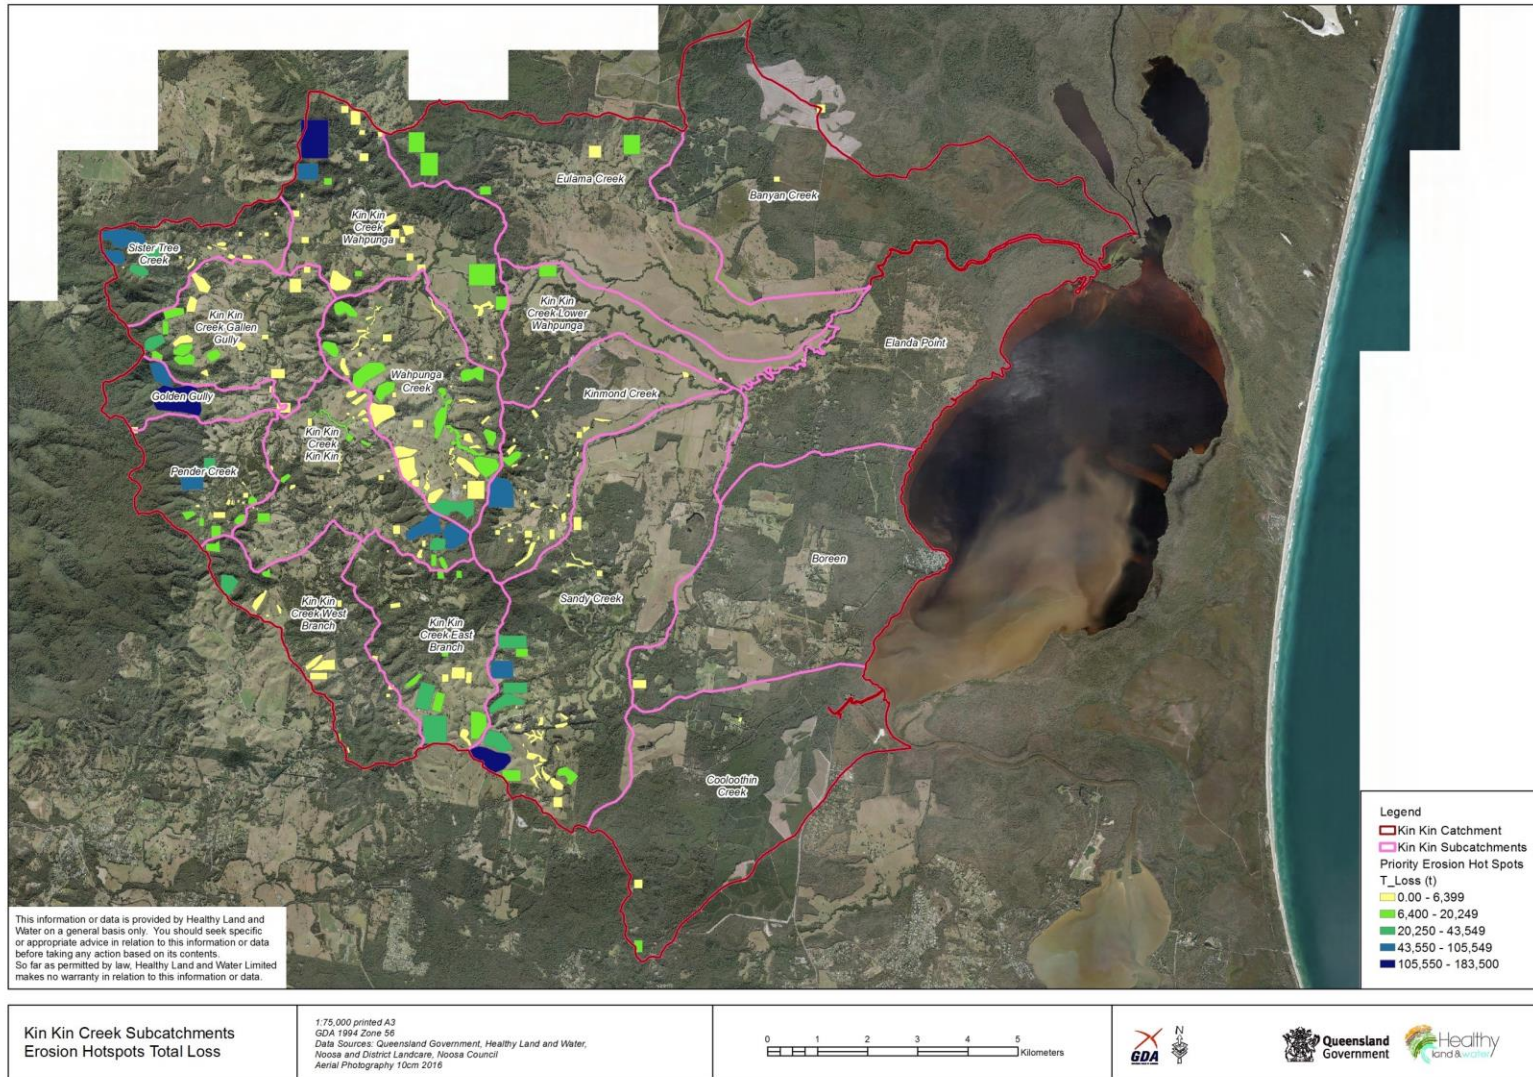 Eulama Creek
Banyan Creek
Kin Kin
Creek
Wahpunga
Sister Tree
Creek
Kin Kin
Creek Gallen
Gully
Kin Kin
Creek Lower
Wahpunga
Elanda Point
Wahpunga
Creek
Kinmond Creek
Golden Gully
Kin Kin
Creek
Kin Kin
Pender Creek
Boreen
Kin Kin
Creek West
Branch
Sandy Creek
Kin Kin
Creek East
Branch
Cooloothin
Creek
Legend
Kin Kin Catchment
Kin Kin Subcatchments
Priority Erosion Hot Spots
T_Loss (t)
0.00 - 6,399
6,400 - 20,249
20,250 - 43,549
43,550 - 105,549
105,550 - 183,500
This information or data is provided by Healthy Land and
Water on a general basis only. You should seek specific
or appropriate advice in relation to this information or data
before taking any action based on its contents.
So far as permitted by law, Healthy Land and Water Limited
makes no warranty in relation to this information or data.
Kin Kin Creek Subcatchments
Erosion Hotspots Total Loss
1:75,000 printed A3
GDA 1994 Zone 56
Data Sources: Queensland Government, Healthy Land and Water,
Noosa and District Landcare, Noosa Council
Aerial Photography 10cm 2016
0 1 2 3 4 5
Kilometers
GDA
N
Queensland
Government
Healthy
land & water